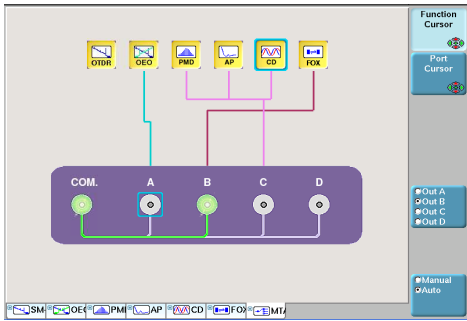 Function
Cursor
Port
Cursor
OTDR OEO PMD AP CD FOX
COM. A B C D
Out A
Out B
Out C
Out D
Manual
Auto
SM- OEO PMI AP CD FOX MTA